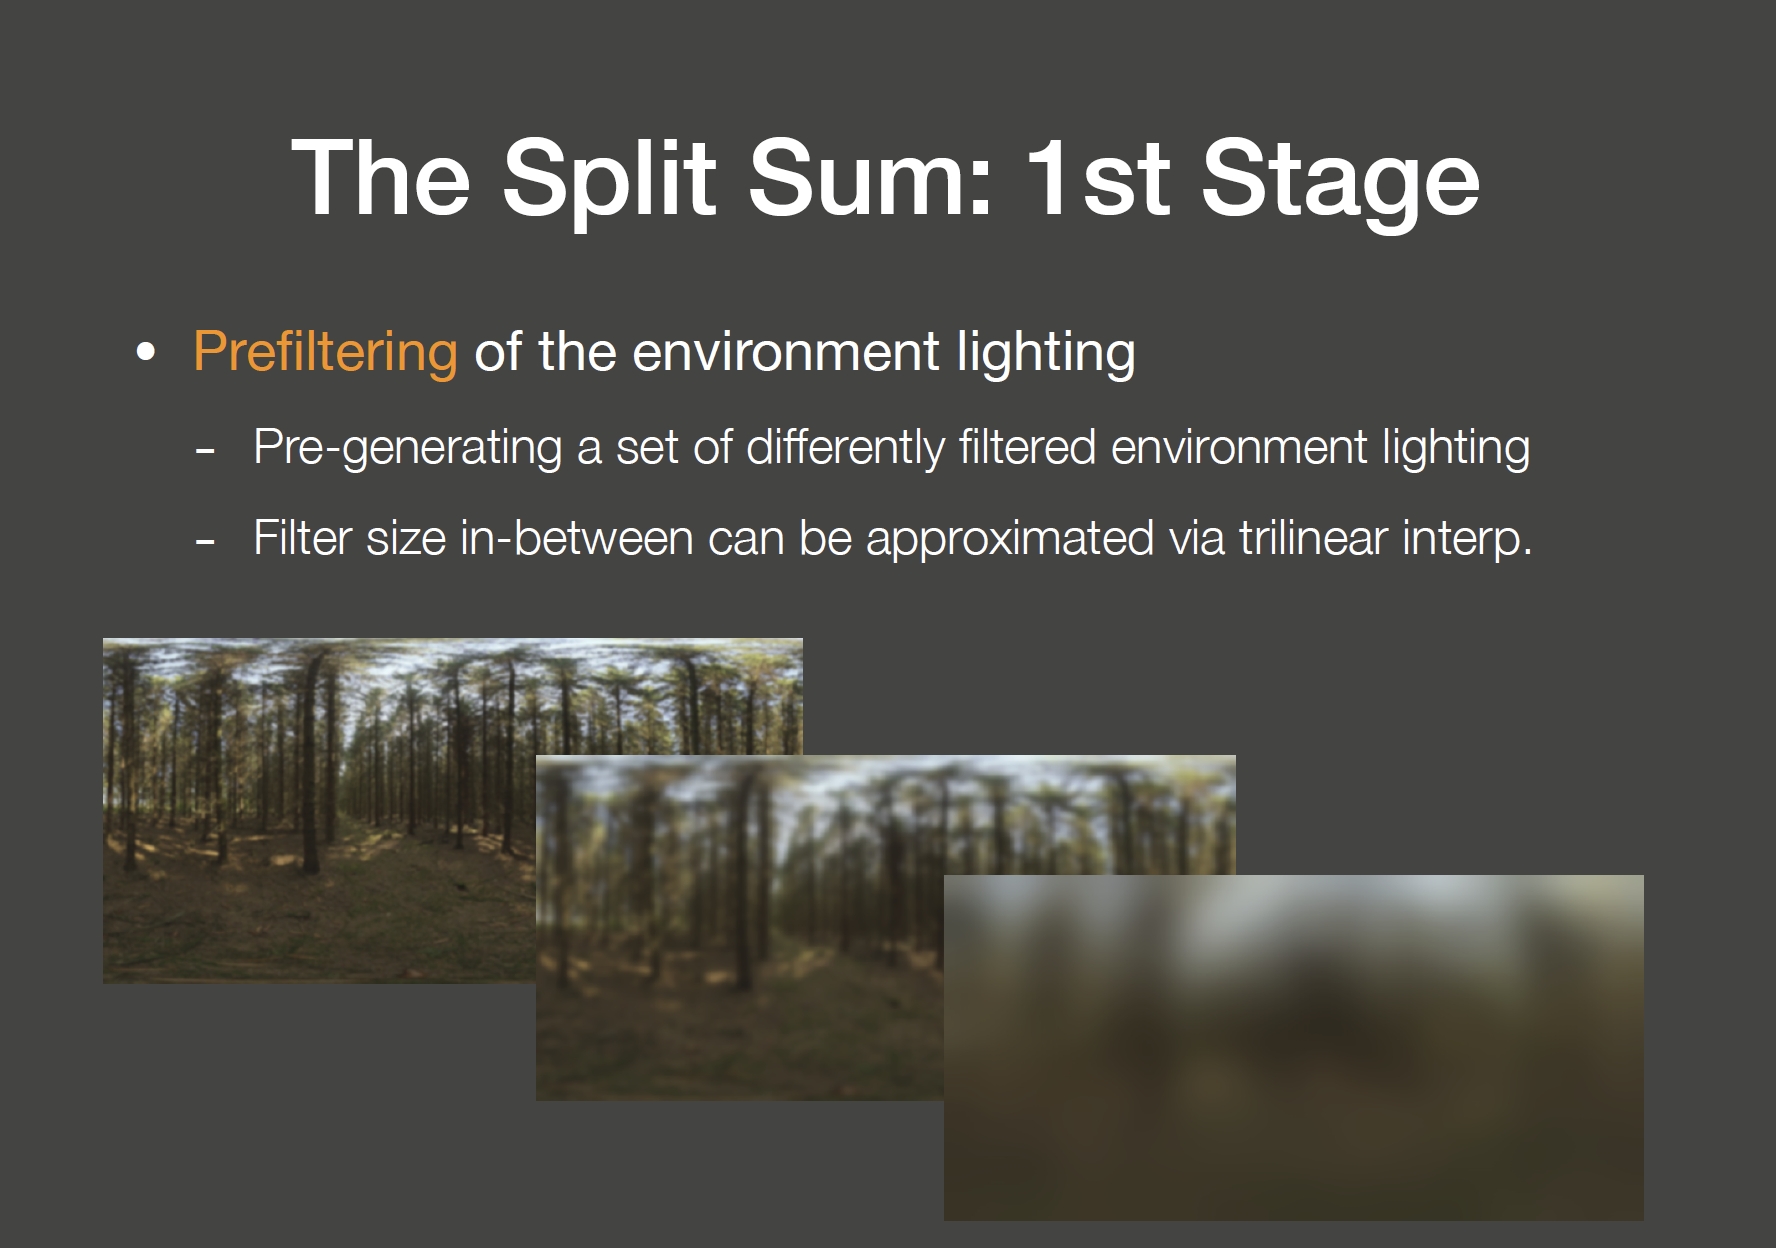 The Split Sum: 1st Stage
• Prefiltering of the environment lighting
- Pre-generating a set of differently filtered environment lighting
- Filter size in-between can be approximated via trilinear interp.